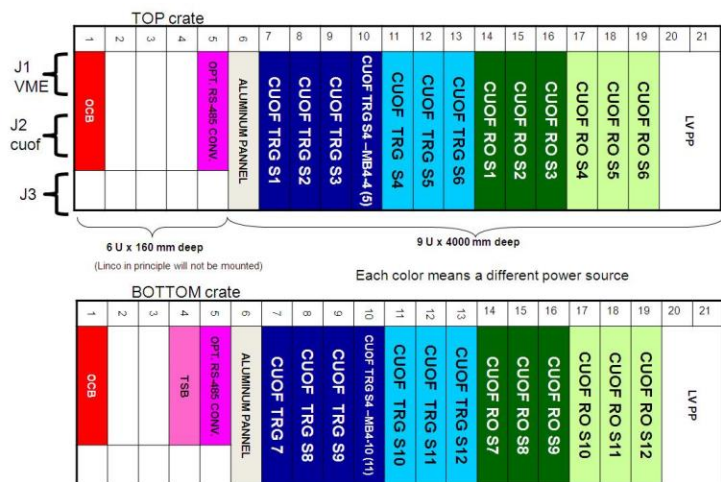 TOP crate
1 2 3 4 5 6 7 8 9 10 11 12 13 14 15 16 17 18 19 20 21
J1
VME
J2
cuof
J3
OCB
OPT. RS-485 CONV.
ALUMINUM PANNEL
CUOF TRG S1
CUOF TRG S2
CUOF TRG S3
CUOF TRG S4
–MB4-4 (5)
CUOF TRG S4
CUOF TRG S5
CUOF TRG S6
CUOF RO S1
CUOF RO S2
CUOF RO S3
CUOF RO S4
CUOF RO S5
CUOF RO S6
LV PP
6 U x 160 mm deep
9 U x 4000 mm deep
(Linco in principle will not be mounted)
Each color means a different power source
BOTTOM crate
1 2 3 4 5 6 7 8 9 10 11 12 13 14 15 16 17 18 19 20 21
OCB
TSB
OPT. RS-485 CONV.
ALUMINUM PANNEL
CUOF TRG 7
CUOF TRG S8
CUOF TRG S9
CUOF TRG S4 –MB4-10 (11)
CUOF TRG S10
CUOF TRG S11
CUOF TRG S12
CUOF RO S7
CUOF RO S8
CUOF RO S9
CUOF RO S10
CUOF RO S11
CUOF RO S12
LV PP